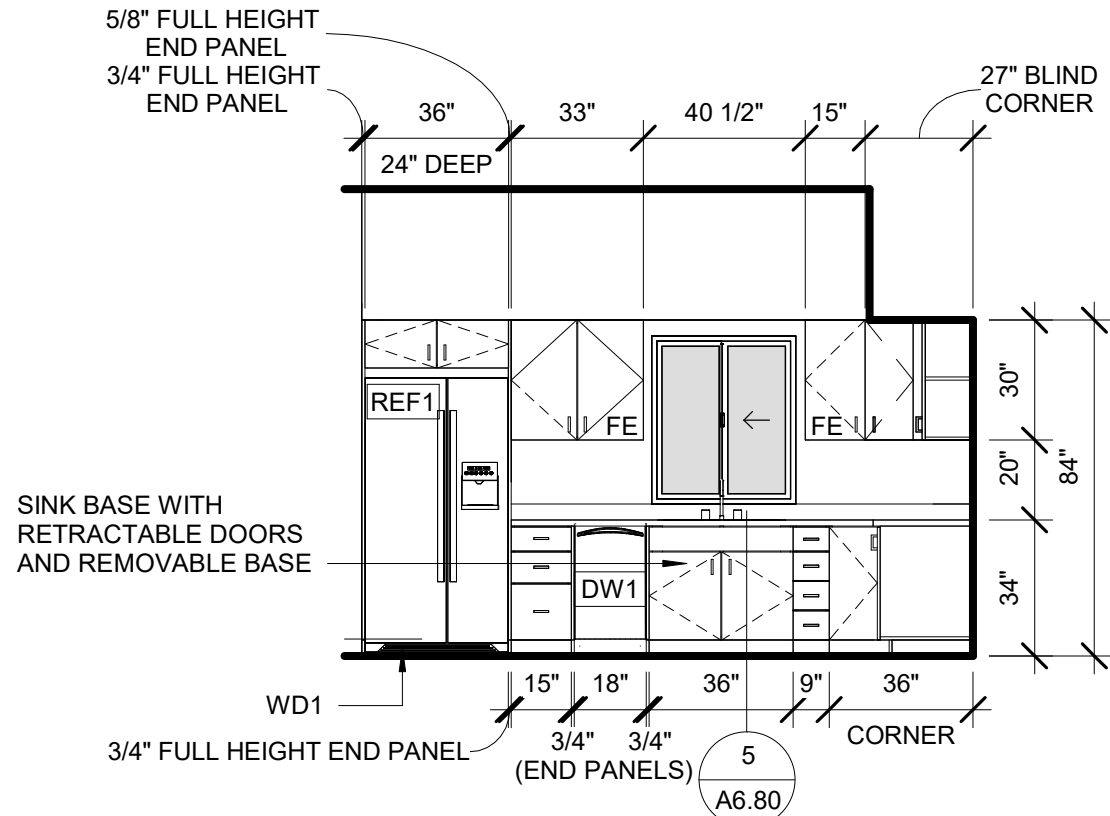 5/8" FULL HEIGHT
END PANEL
3/4" FULL HEIGHT
END PANEL
27" BLIND
CORNER
36"
33"
40 1/2"
15"
24" DEEP
REF1
FE
FE
30"
20"
84"
34"
SINK BASE WITH
RETRACTABLE DOORS
AND REMOVABLE BASE
DW1
WD1
15"
18"
36"
9"
36"
3/4" FULL HEIGHT END PANEL
3/4"
3/4"
(END PANELS)
CORNER
5
A6.80